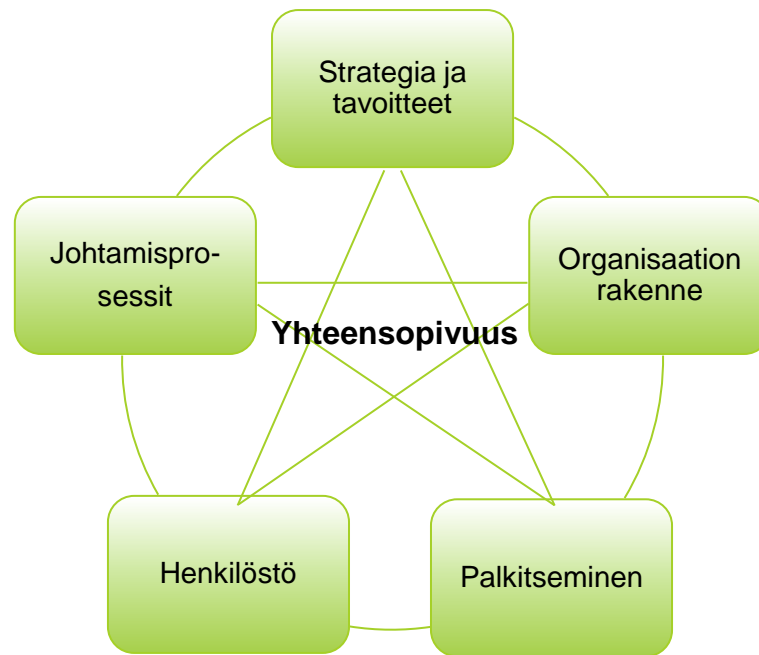 Strategia ja
tavoitteet
Johtamispro-
sessit
Organisaation
rakenne
Yhteensopivuus
Henkilöstö
Palkitseminen